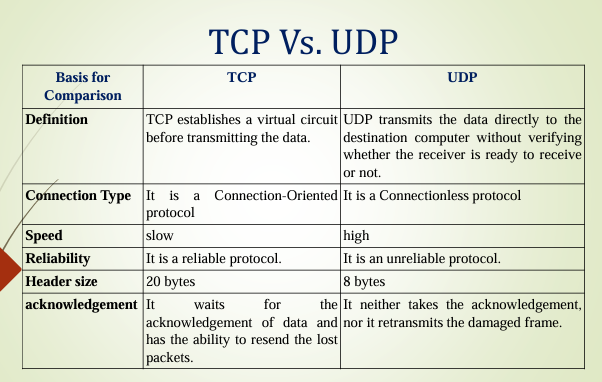 TCP Vs. UDP
Basis for
Comparison
TCP
UDP
Definition
TCP establishes a virtual circuit
before transmitting the data.
UDP transmits the data directly to the
destination computer without verifying
whether the receiver is ready to receive
or not.
Connection Type
It is a Connection-Oriented
protocol
It is a Connectionless protocol
Speed
slow
high
Reliability
It is a reliable protocol.
It is an unreliable protocol.
Header size
20 bytes
8 bytes
acknowledgement
It waits for the
acknowledgement of data and
has the ability to resend the lost
packets.
It neither takes the acknowledgement,
nor it retransmits the damaged frame.